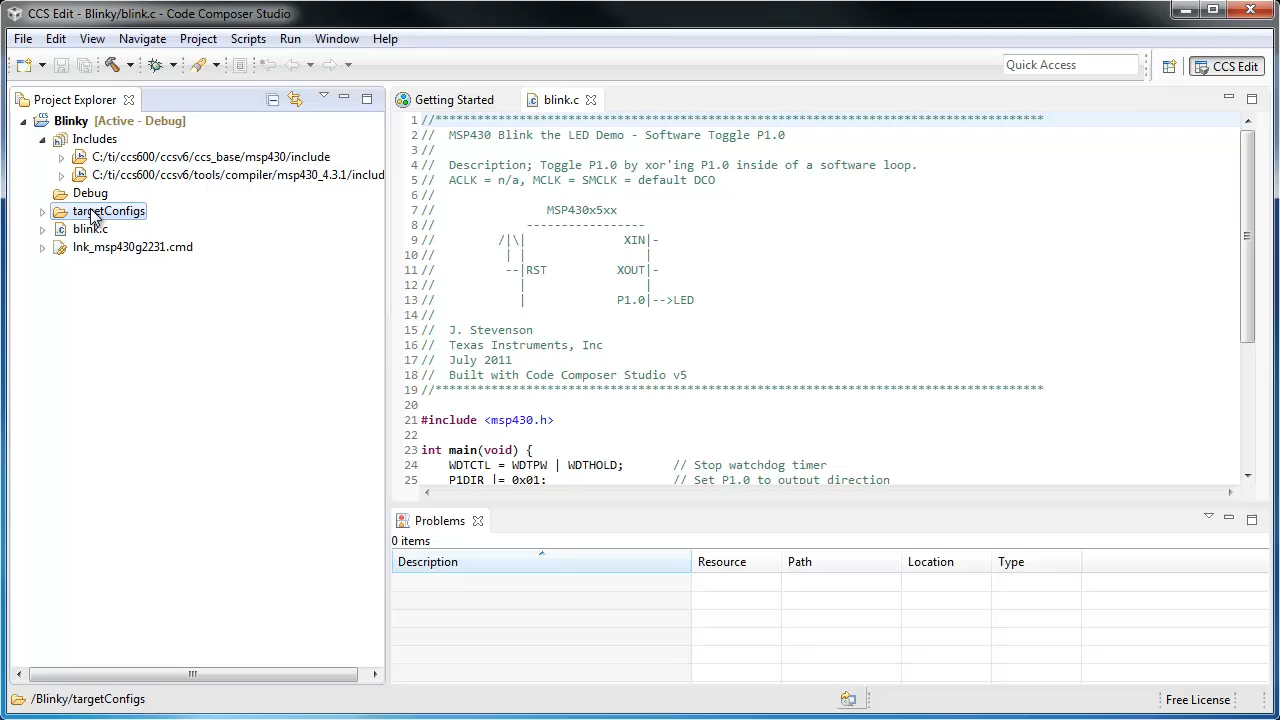 CCS Edit - Blinky/blink.c - Code Composer Studio
File Edit View Navigate Project Scripts Run Window Help
Quick Access
CCS Edit
Project Explorer
Blinky [Active - Debug]
Includes
C:/ti/ccs600/ccsv6/ccs_base/msp430/include
C:/ti/ccs600/ccsv6/tools/compiler/msp430_4.3.1/includ
Debug
targetConfigs
blink.c
lnk_msp430g2231.cmd
Getting Started
blink.c
1 //****************************************************************************************
2 //  MSP430 Blink the LED Demo - Software Toggle P1.0
3 //
4 //  Description; Toggle P1.0 by xor'ing P1.0 inside of a software loop.
5 //  ACLK = n/a, MCLK = SMCLK = default DCO
6 //
7 //                MSP430x5xx
8 //             -----------------
9 //         /|\|              XIN|-
10 //          | |                 |
11 //          --|RST          XOUT|-
12 //            |                 |
13 //            |             P1.0|-->LED
14 //
15 //  J. Stevenson
16 //  Texas Instruments, Inc
17 //  July 2011
18 //  Built with Code Composer Studio v5
19 //****************************************************************************************
20
21 #include <msp430.h>
22
23 int main(void) {
24     WDTCTL = WDTPW | WDTHOLD;       // Stop watchdog timer
25     P1DIR |= 0x01;                  // Set P1.0 to output direction
Problems
0 items
Description Resource Path Location Type
/Blinky/targetConfigs
Free License